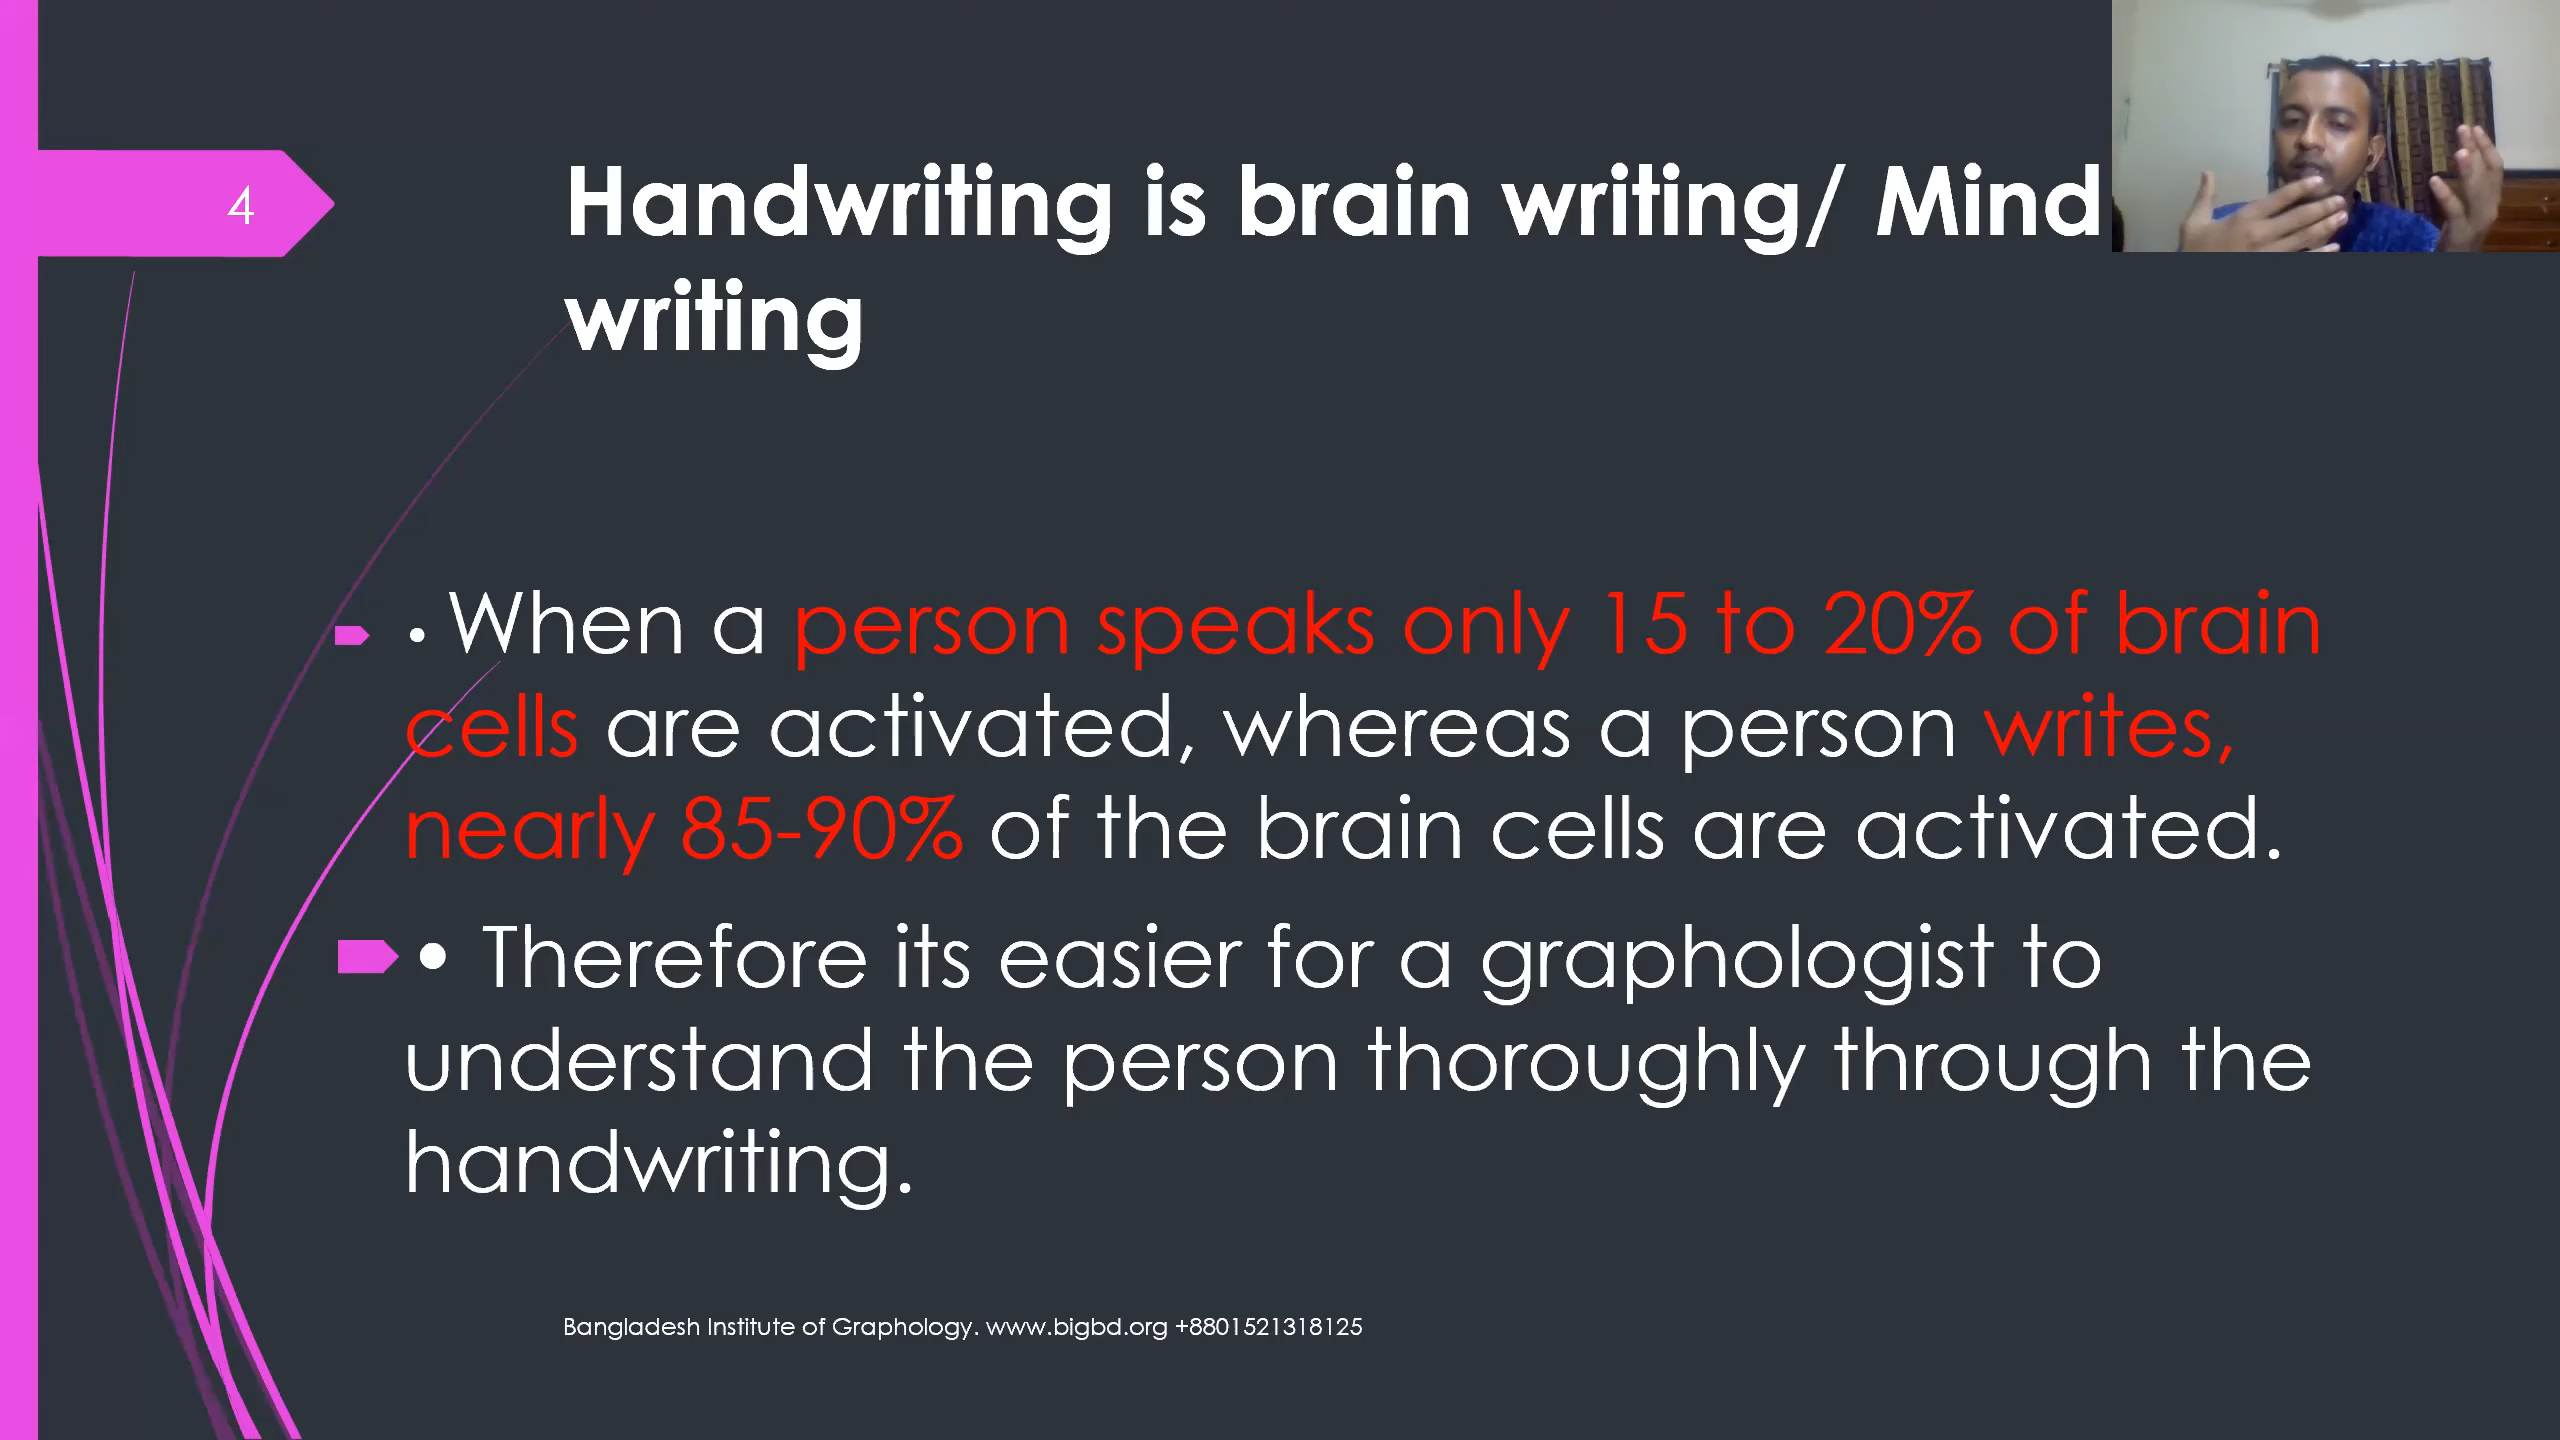 4
Handwriting is brain writing/ Mind
writing
• When a person speaks only 15 to 20% of brain
cells are activated, whereas a person writes,
nearly 85-90% of the brain cells are activated.
• Therefore its easier for a graphologist to
understand the person thoroughly through the
handwriting.
Bangladesh Institute of Graphology. www.bigbd.org +8801521318125